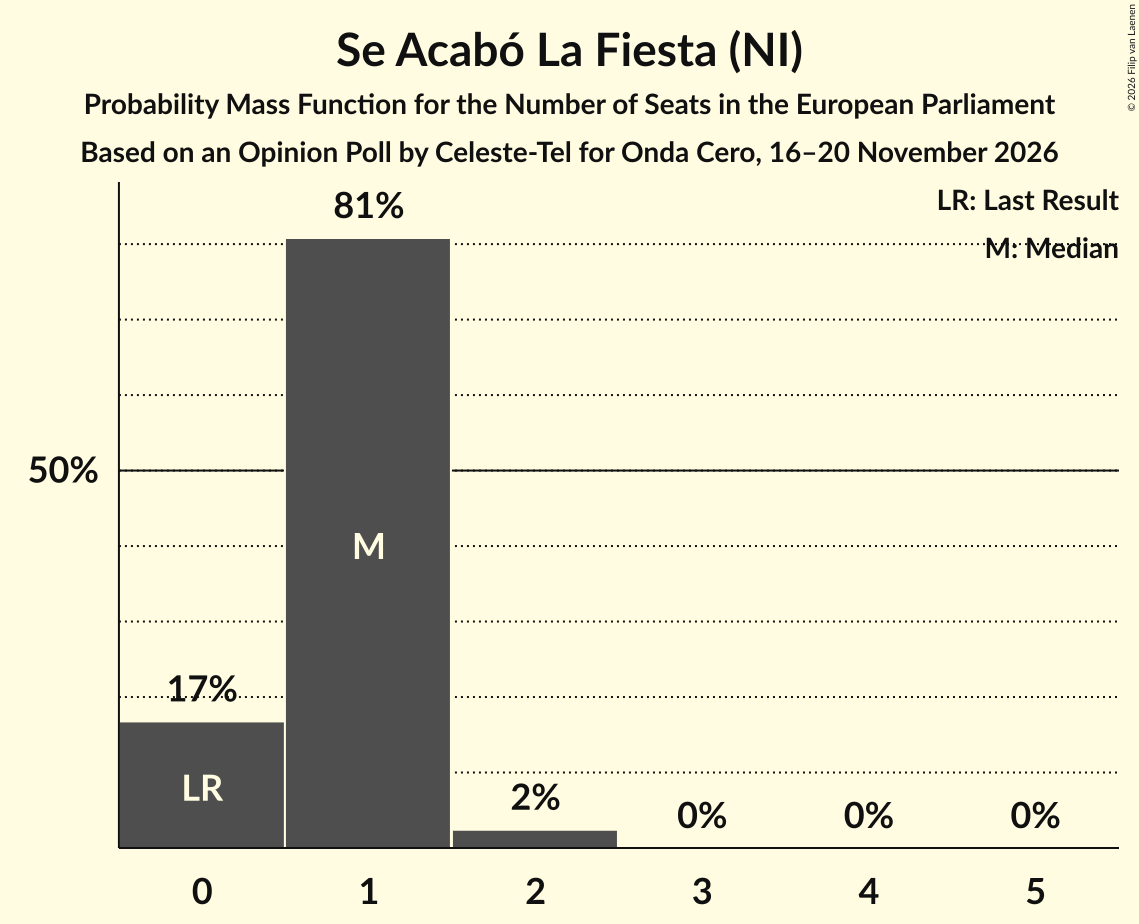 Se Acabó La Fiesta (NI)
Probability Mass Function for the Number of Seats in the European Parliament
Based on an Opinion Poll by Celeste-Tel for Onda Cero, 16–20 November 2026
© 2026 Filip van Laenen
LR: Last Result
M: Median
81%
50%
M
17%
LR
2%
0%
0%
0%
0 1 2 3 4 5